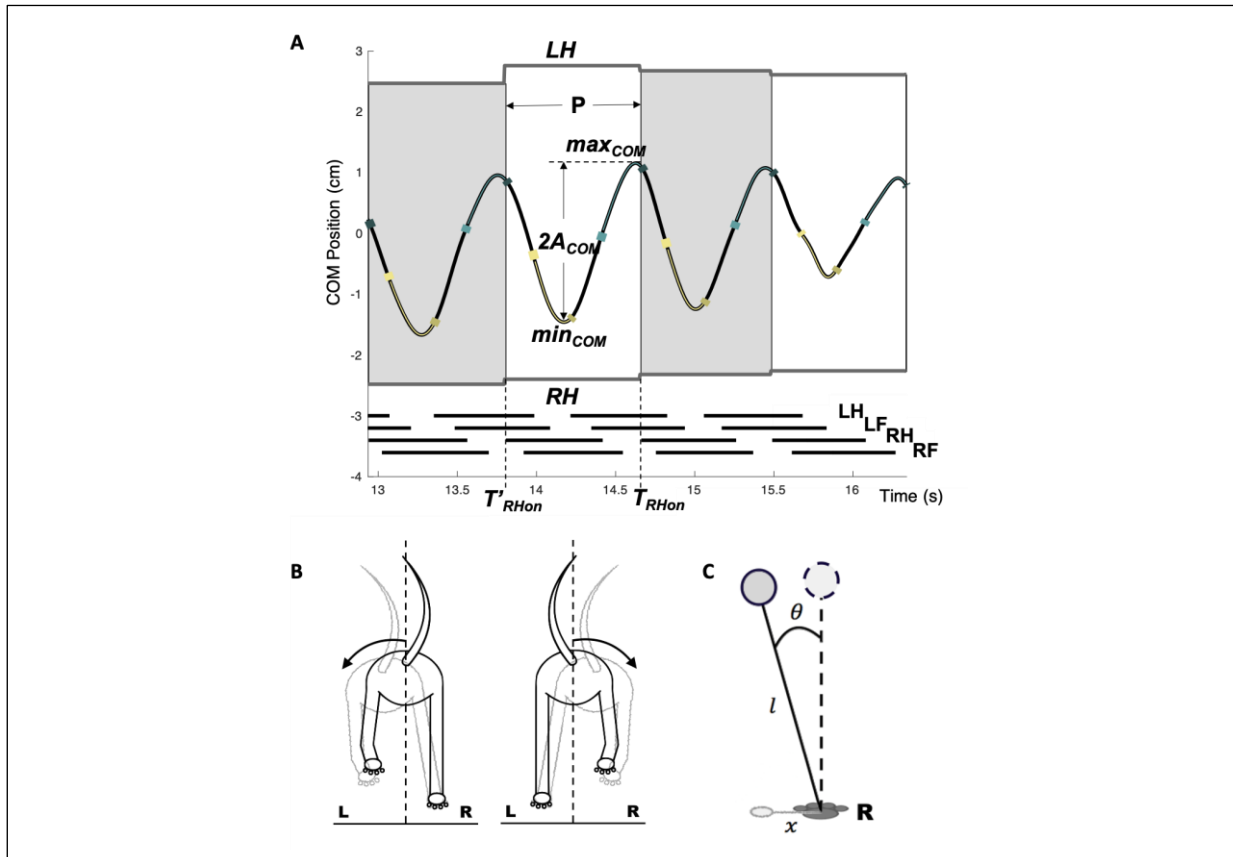 A
LH
3
2
1
0
-1
-2
-3
-4
COM Position (cm)
P
max_COM
2A_COM
min_COM
RH
LH
LF
RH
RF
13 13.5 14 14.5 15 15.5 16 Time (s)
T'_RHon T_RHon
B
L R L R
C
θ
l
x
R